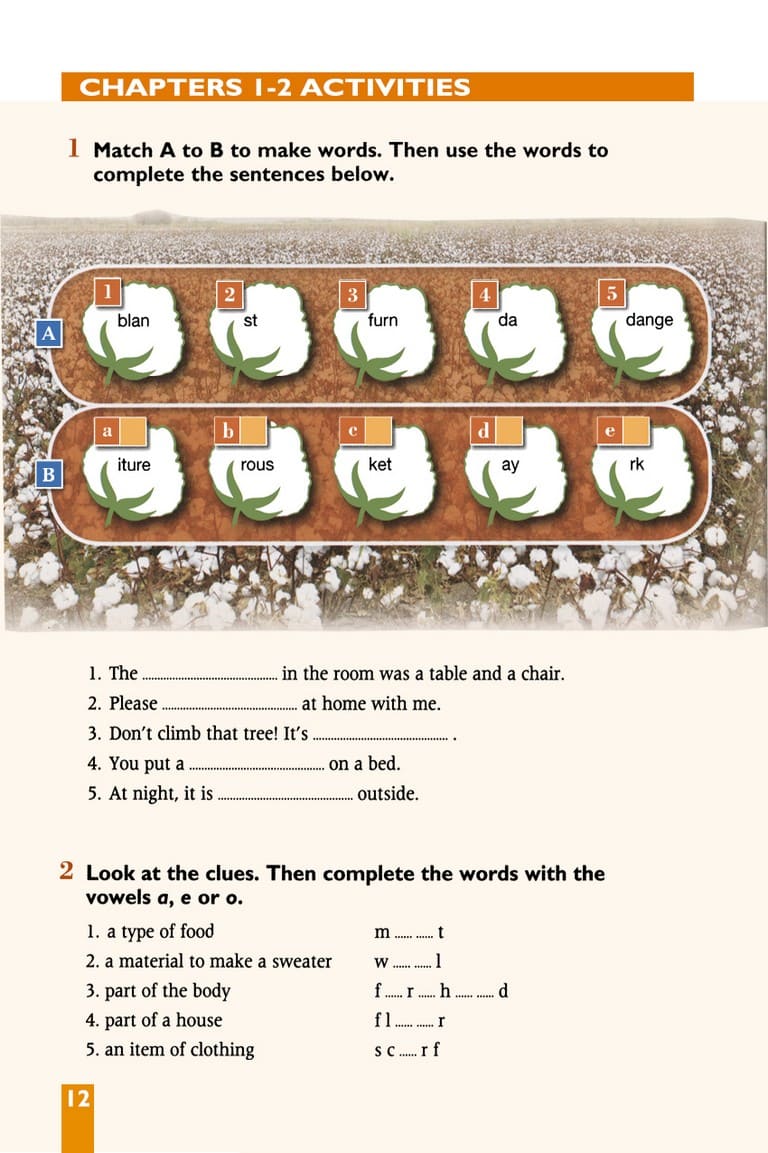 CHAPTERS 1-2 ACTIVITIES
1 Match A to B to make words. Then use the words to
complete the sentences below.
1 2 3 4 5
A blan st furn da dange
a b c d e
B iture rous ket ay rk
1. The .............................................. in the room was a table and a chair.
2. Please .............................................. at home with me.
3. Don't climb that tree! It's .............................................. .
4. You put a .............................................. on a bed.
5. At night, it is .............................................. outside.
2 Look at the clues. Then complete the words with the
vowels a, e or o.
1. a type of food m ...... ...... t
2. a material to make a sweater w ...... ...... l
3. part of the body f ...... r ...... h ...... ...... d
4. part of a house f l ...... ...... r
5. an item of clothing s c ...... r f
12